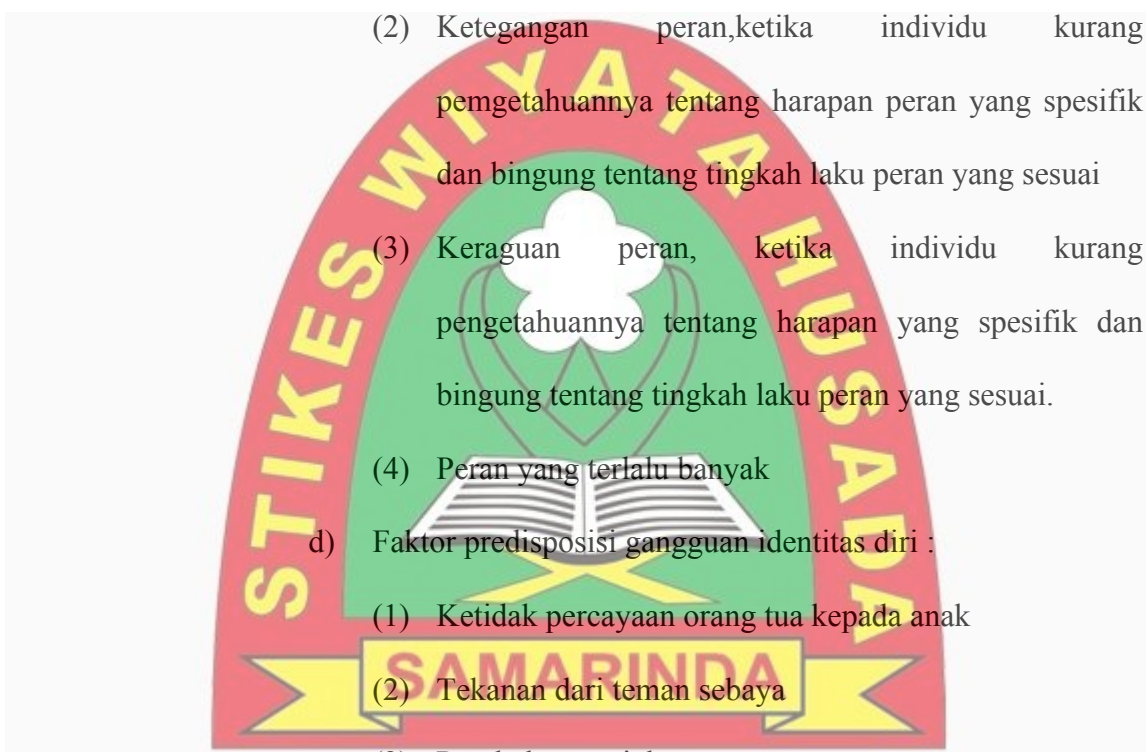 (2) Ketegangan peran,ketika individu kurang
pemgetahuannya tentang harapan peran yang spesifik
dan bingung tentang tingkah laku peran yang sesuai
(3) Keraguan peran, ketika individu kurang
pengetahuannya tentang harapan yang spesifik dan
bingung tentang tingkah laku peran yang sesuai.
(4) Peran yang terlalu banyak
d) Faktor predisposisi gangguan identitas diri :
(1) Ketidak percayaan orang tua kepada anak
(2) Tekanan dari teman sebaya
STIKES WIYATA HUSADA
SAMARINDA